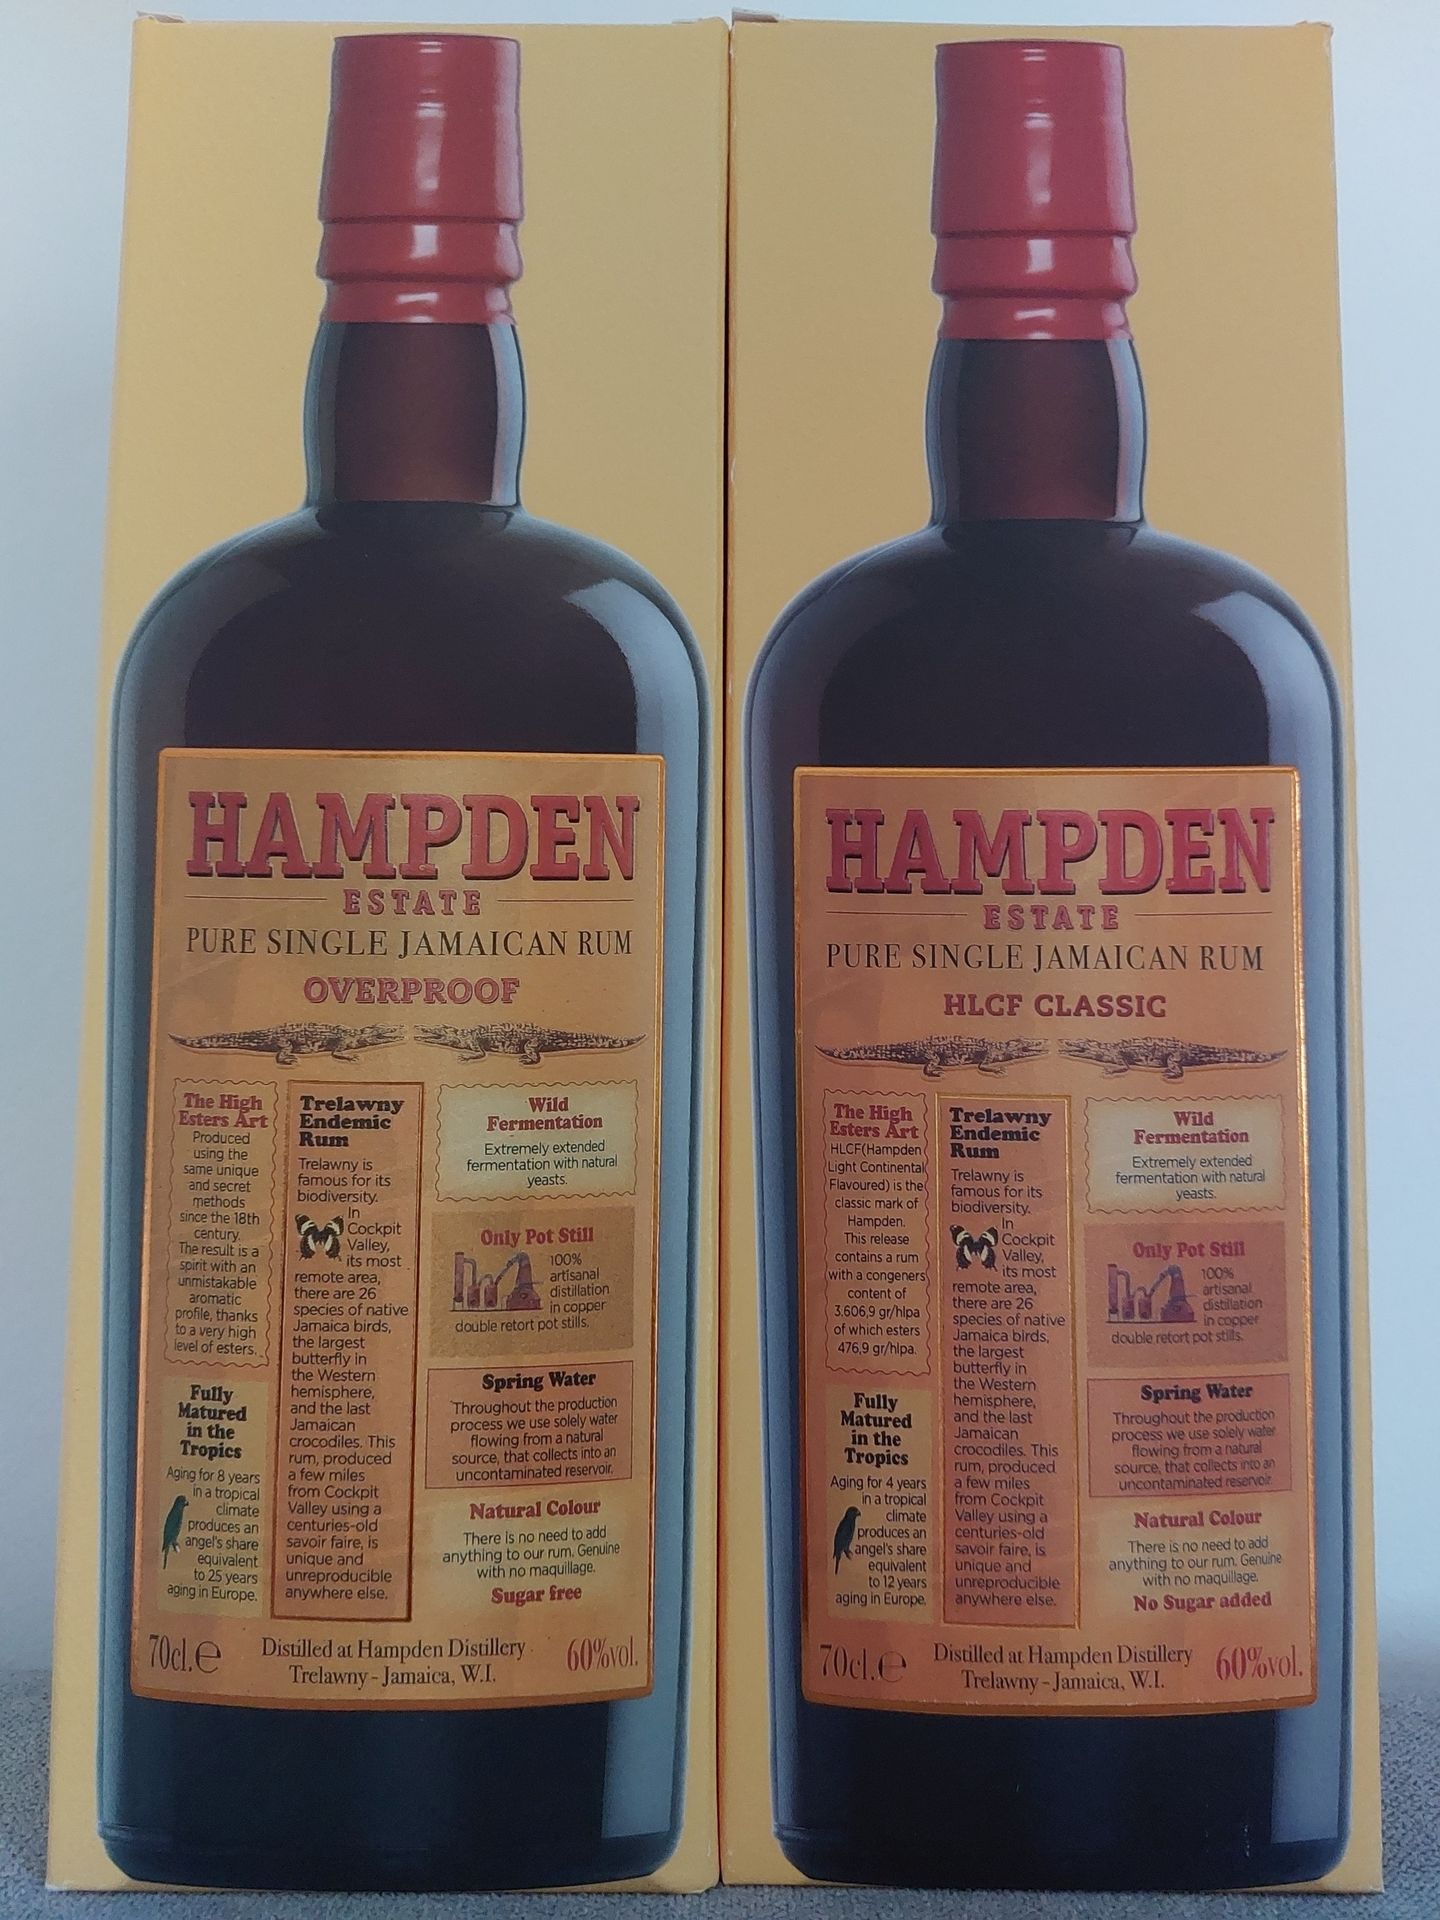 HAMPDEN
ESTATE
PURE SINGLE JAMAICAN RUM
OVERPROOF
The High
Esters Art
Produced
using the
same unique
and secret
methods
since the 18th
century.
The result is a
spirit with an
unmistakable
aromatic
profile, thanks
to a very high
level of esters.
Fully
Matured
in the
Tropics
Aging for 8 years
in a tropical
climate
produces an
angel's share
equivalent
to 25 years
aging in Europe.
Trelawny
Endemic
Rum
Trelawny is
famous for its
biodiversity.
In
Cockpit
Valley,
its most
remote area,
there are 26
species of native
Jamaica birds,
the largest
butterfly in
the Western
hemisphere,
and the last
Jamaican
crocodiles. This
rum, produced
a few miles
from Cockpit
Valley using a
centuries-old
savoir faire, is
unique and
unreproducible
anywhere else.
Wild
Fermentation
Extremely extended
fermentation with natural
yeasts.
Only Pot Still
100%
artisanal
distillation
in copper
double retort pot stills.
Spring Water
Throughout the production
process we use solely water
flowing from a natural
source, that collects into an
uncontaminated reservoir.
Natural Colour
There is no need to add
anything to our rum. Genuine
with no maquillage.
Sugar free
70cl.e
Distilled at Hampden Distillery
Trelawny - Jamaica, W.I.
60%vol.
HAMPDEN
ESTATE
PURE SINGLE JAMAICAN RUM
HLCF CLASSIC
The High
Esters Art
HLCF(Hampden
Light Continental
Flavoured) is the
classic mark of
Hampden.
This release
contains a rum
with a congeners
content of
3.606,9 gr/hlpa
of which esters
476,9 gr/hlpa.
Fully
Matured
in the
Tropics
Aging for 4 years
in a tropical
climate
produces an
angel's share
equivalent
to 12 years
aging in Europe.
Trelawny
Endemic
Rum
Trelawny is
famous for its
biodiversity.
In
Cockpit
Valley,
its most
remote area,
there are 26
species of native
Jamaica birds,
the largest
butterfly in
the Western
hemisphere,
and the last
Jamaican
crocodiles. This
rum, produced
a few miles
from Cockpit
Valley using a
centuries-old
savoir faire, is
unique and
unreproducible
anywhere else.
Wild
Fermentation
Extremely extended
fermentation with natural
yeasts.
Only Pot Still
100%
artisanal
distillation
in copper
double retort pot stills.
Spring Water
Throughout the production
process we use solely water
flowing from a natural
source, that collects into an
uncontaminated reservoir.
Natural Colour
There is no need to add
anything to our rum. Genuine
with no maquillage.
No Sugar added
70cl.e
Distilled at Hampden Distillery
Trelawny - Jamaica, W.I.
60%vol.